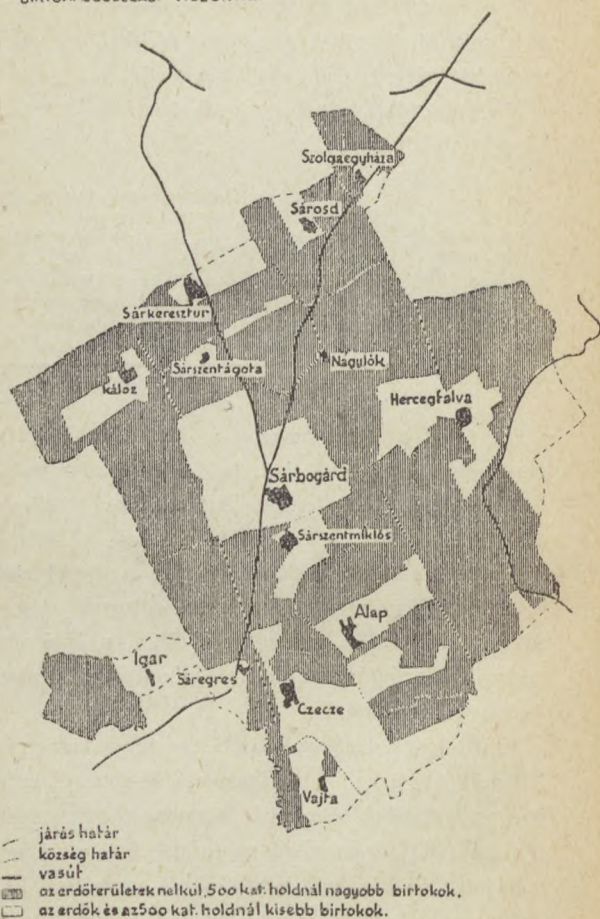 Szolgaegyháza
Sárosd
Sárkeresztur
Sárszentágota
Nagylók
Káloz
Hercegfalva
Sárbogárd
Sárszentmiklós
Alap
Igar
Sáregres
Czecze
Vajta
járás határ
község határ
vasút
az erdőterületek nélkül, 500 kat. holdnál nagyobb birtokok.
az erdők és az 500 kat. holdnál kisebb birtokok.